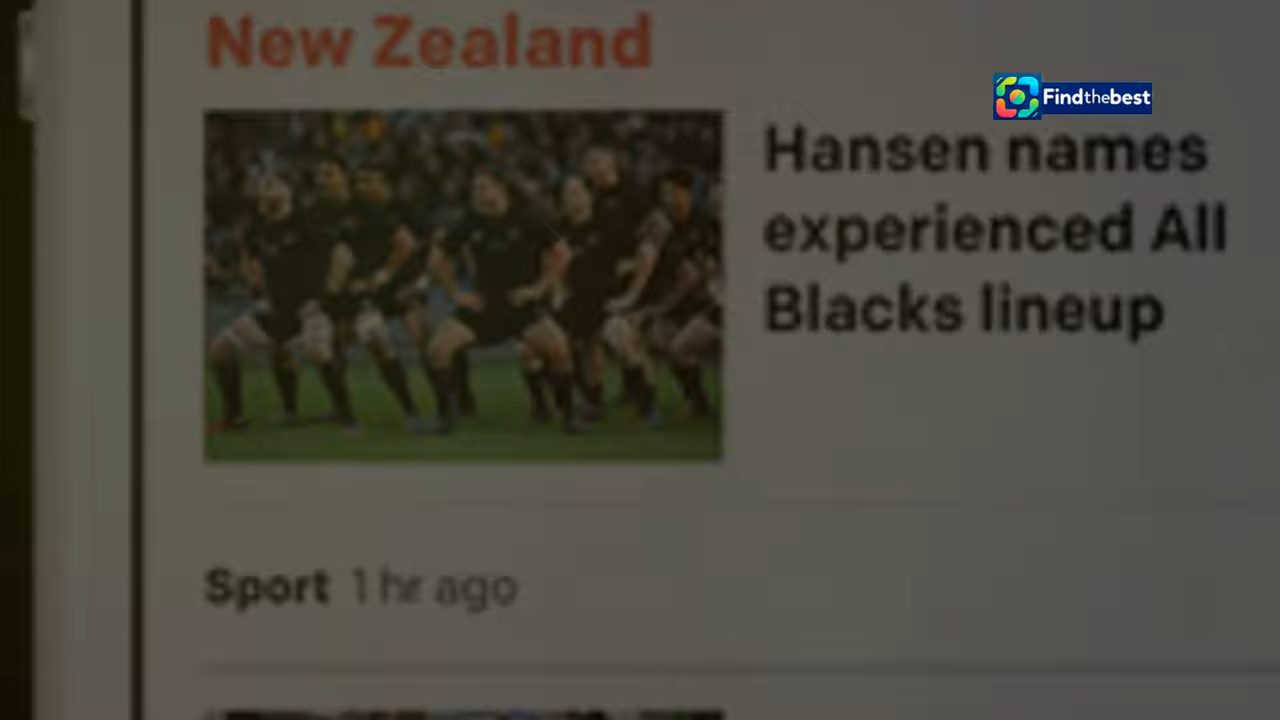 New Zealand
Findthebest
Hansen names
experienced All
Blacks lineup
Sport 1 hr ago